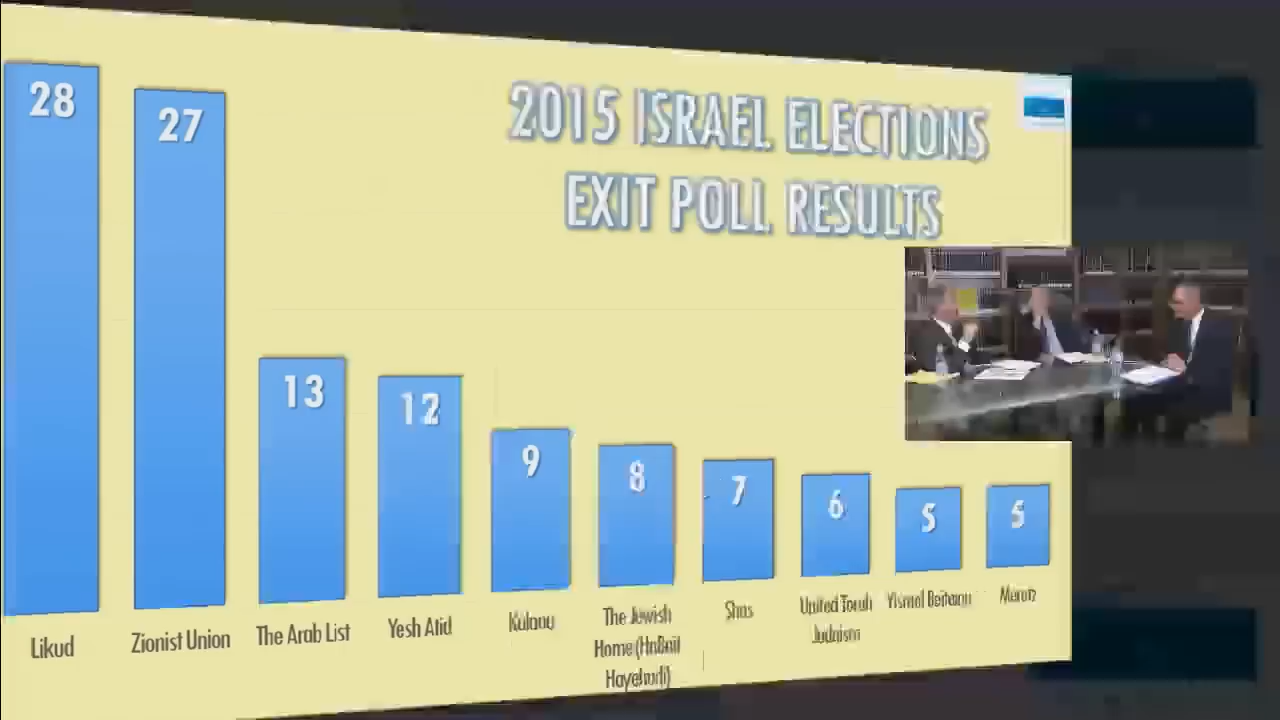 2015 ISRAEL ELECTIONS
EXIT POLL RESULTS
28
27
13
12
9
8
7
6
5
5
Likud
Zionist Union
The Arab List
Yesh Atid
Kulanu
The Jewish
Home (HaBait
Hayehudi)
Shas
United Torah
Judaism
Yisrael Beitanu
Meretz